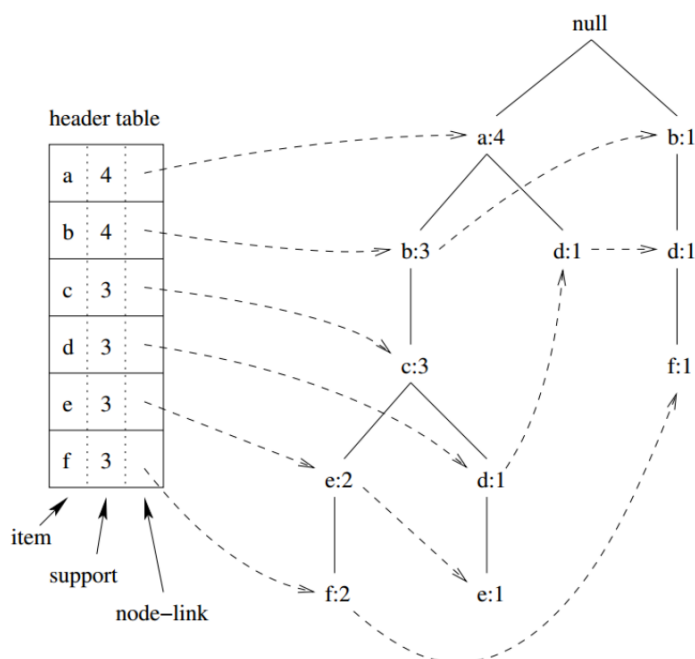 null
header table
a:4
b:1
a 4
b 4
b:3
d:1
d:1
c 3
c:3
f:1
d 3
e 3
f 3
e:2
d:1
item
support
f:2
e:1
node-link